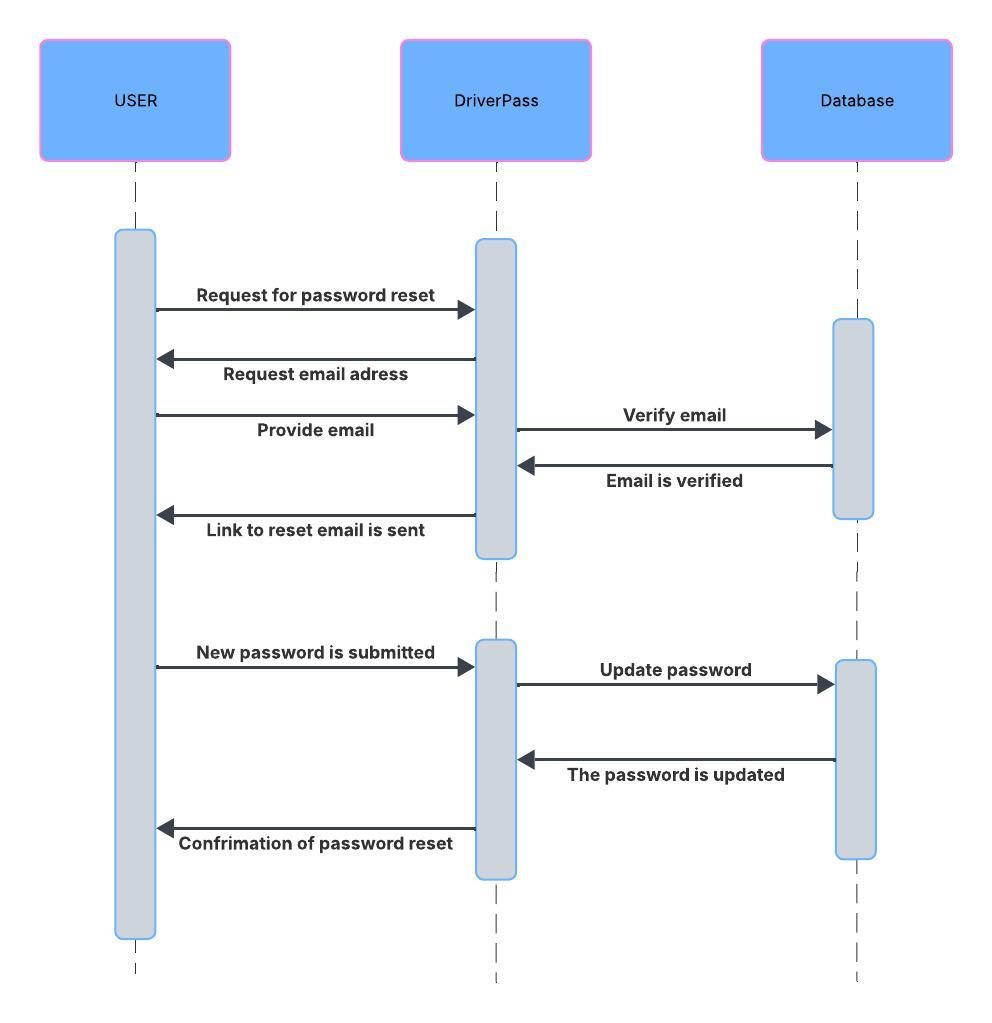 USER
DriverPass
Database
Request for password reset
Request email adress
Provide email
Verify email
Email is verified
Link to reset email is sent
New password is submitted
Update password
The password is updated
Confrimation of password reset